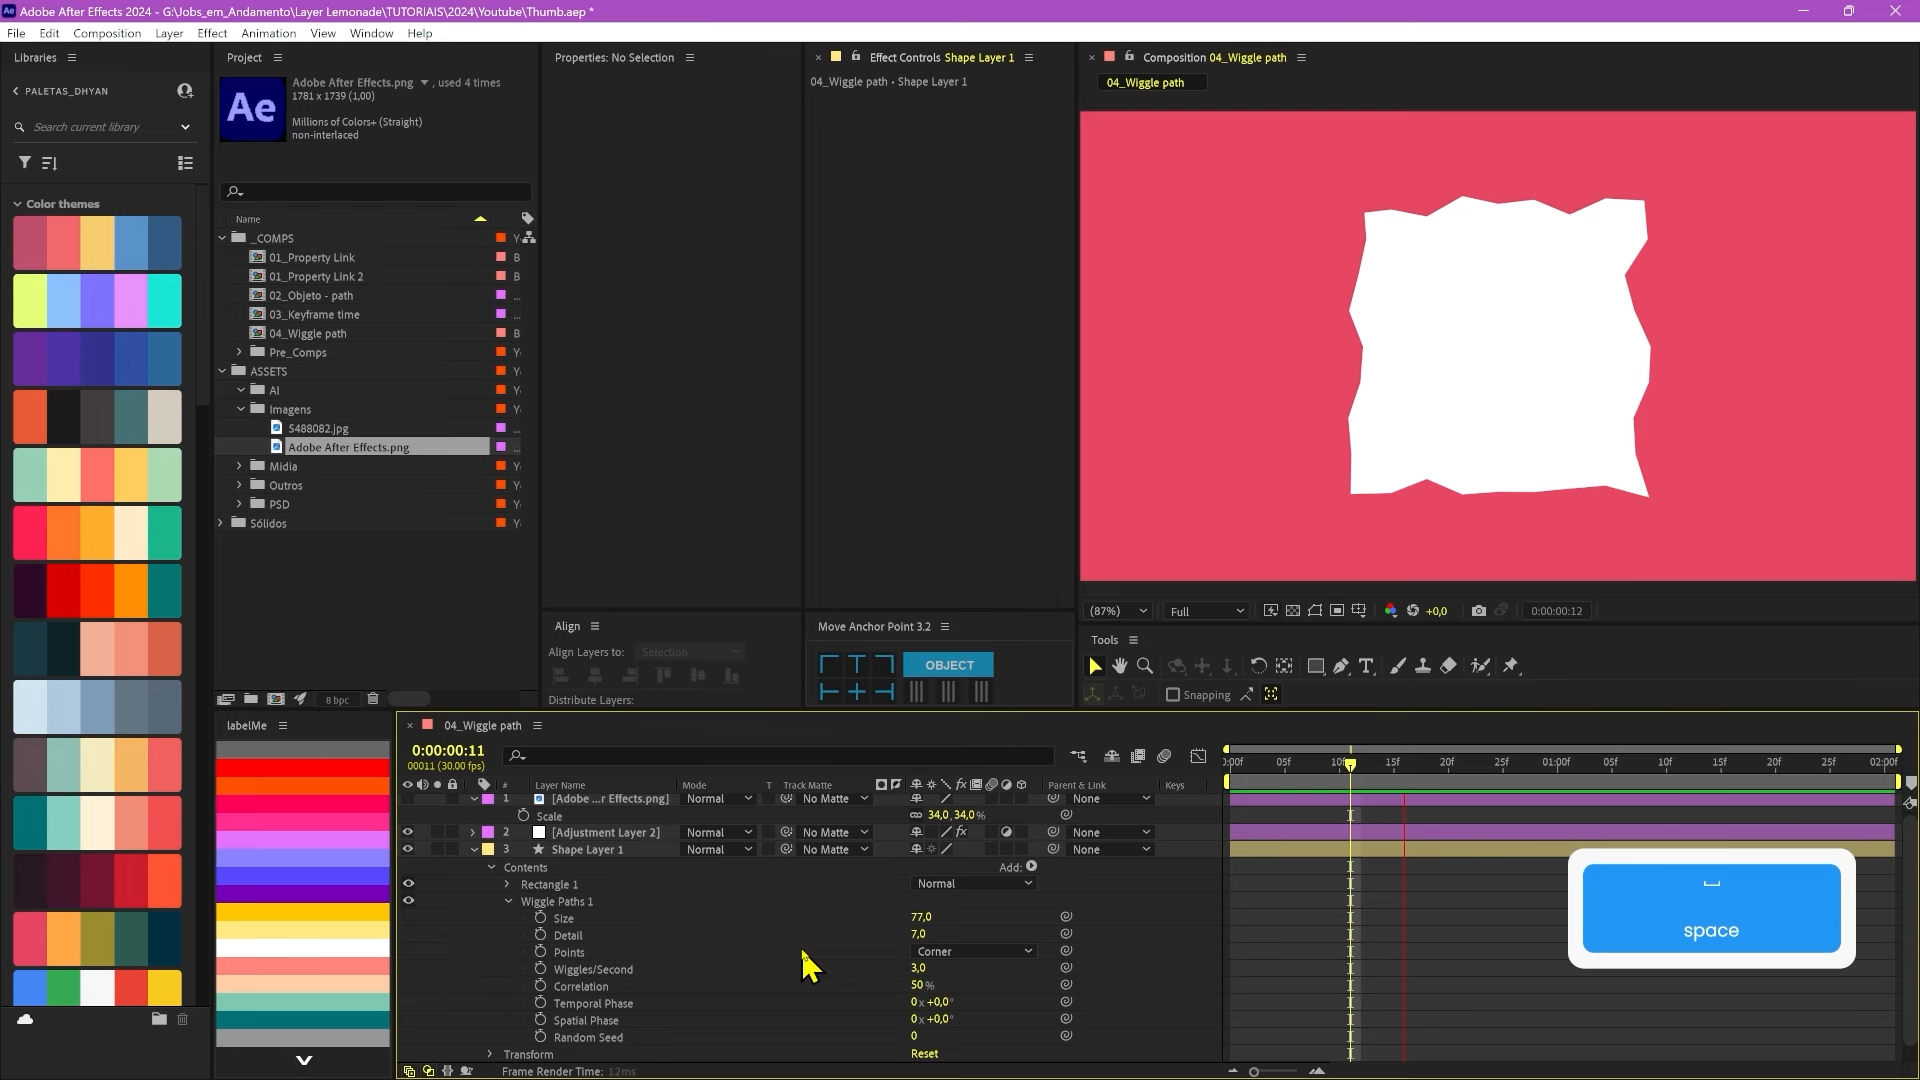 Adobe After Effects 2024 - G:\Jobs_em_Andamento\Layer Lemonade\TUTORIAIS\2024\Youtube\Thumb.aep *
File Edit Composition Layer Effect Animation View Window Help
Libraries
PALETAS_DHYAN
Search current library
Color themes
Project
Ae
Adobe After Effects.png , used 4 times
1781 x 1739 (1,00)
Millions of Colors+ (Straight)
non-interlaced
Name
_COMPS
01_Property Link B
01_Property Link 2 B
02_Objeto - path ...
03_Keyframe time ...
04_Wiggle path B
Pre_Comps
ASSETS
AI
Imagens
5488082.jpg ...
Adobe After Effects.png ...
Midia
Outros
PSD
Sólidos
8 bpc
Properties: No Selection
Align
Align Layers to: Selection
Distribute Layers:
Effect Controls Shape Layer 1
04_Wiggle path • Shape Layer 1
Move Anchor Point 3.2
OBJECT
Composition 04_Wiggle path
04_Wiggle path
(87%) Full +0,0 0:00:00:12
Tools
Snapping
labelMe
04_Wiggle path
0:00:00:11
00011 (30.00 fps)
# Layer Name Mode T Track Matte fx Parent & Link Keys
1 [Adobe ...r Effects.png] Normal No Matte None
Scale 34,0, 34,0 %
2 [Adjustment Layer 2] Normal No Matte fx None
3 Shape Layer 1 Normal No Matte None
Contents Add:
Rectangle 1 Normal
Wiggle Paths 1
Size 77,0
Detail 7,0
Points Corner
Wiggles/Second 3,0
Correlation 50 %
Temporal Phase 0 x +0,0°
Spatial Phase 0 x +0,0°
Random Seed 0
Transform Reset
Frame Render Time: 12ms
0:00f 05f 10f 15f 20f 25f 01:00f 05f 10f 15f 20f 02:00f
space